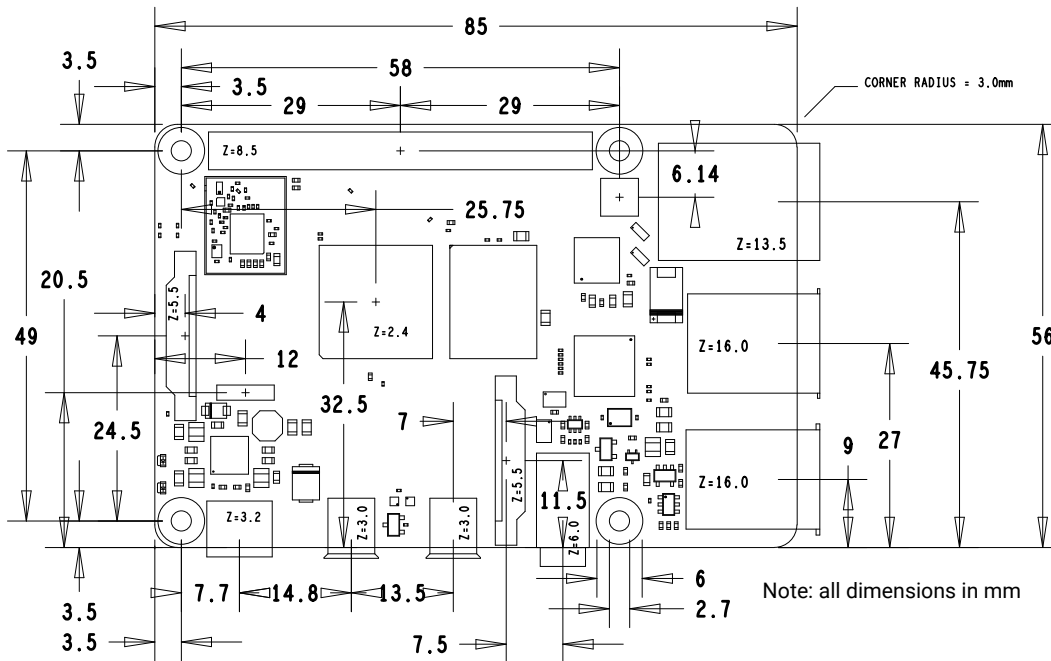 85
3.5
58
3.5
CORNER RADIUS = 3.0mm
29
29
Z=8.5
6.14
25.75
Z=13.5
20.5
Z=5.5
4
49
Z=2.4
56
12
Z=16.0
45.75
32.5
7
24.5
27
9
Z=16.0
Z=5.5
11.5
Z=3.2
Z=3.0
Z=3.0
Z=6.0
6
7.7
14.8
13.5
Note: all dimensions in mm
3.5
2.7
3.5
7.5